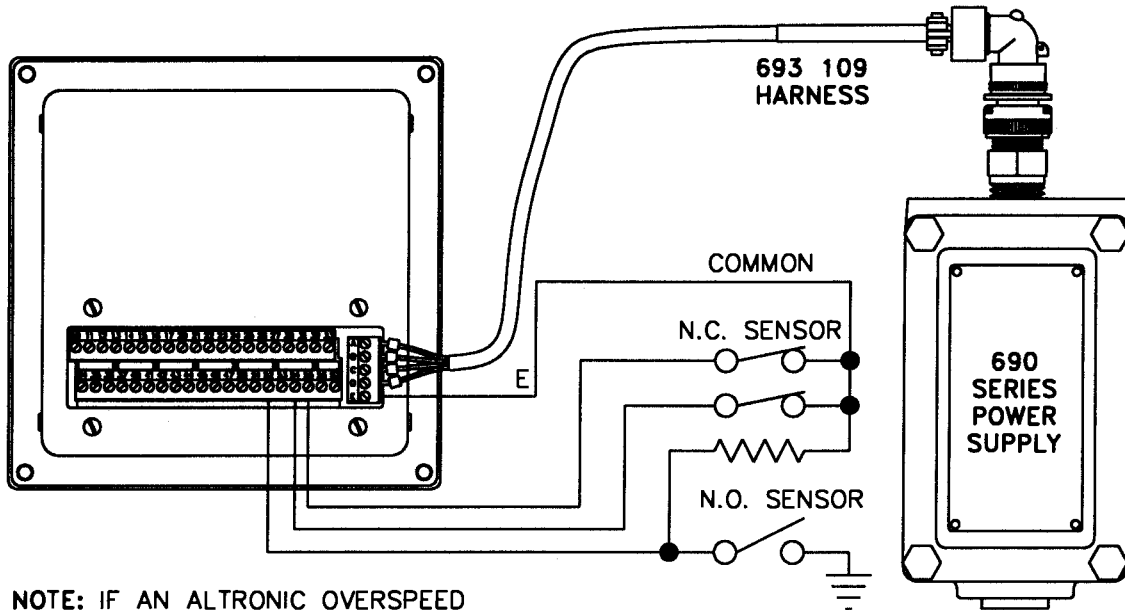 693 109
HARNESS
COMMON
N.C. SENSOR
E
690
SERIES
POWER
SUPPLY
N.O. SENSOR
NOTE: IF AN ALTRONIC OVERSPEED